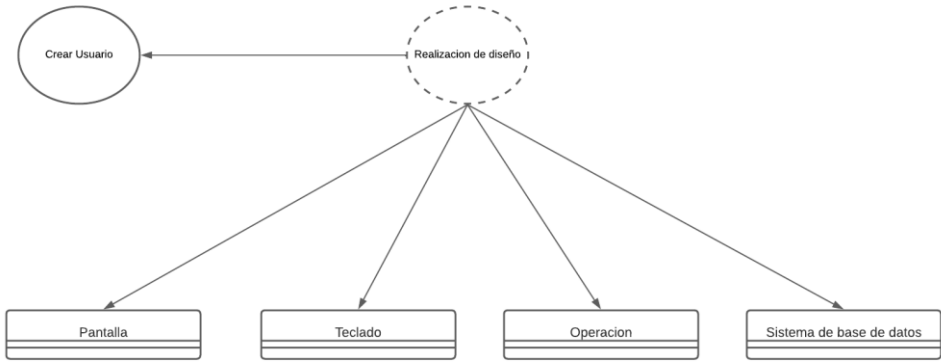 Crear Usuario
Realizacion de diseño
Pantalla
Teclado
Operacion
Sistema de base de datos